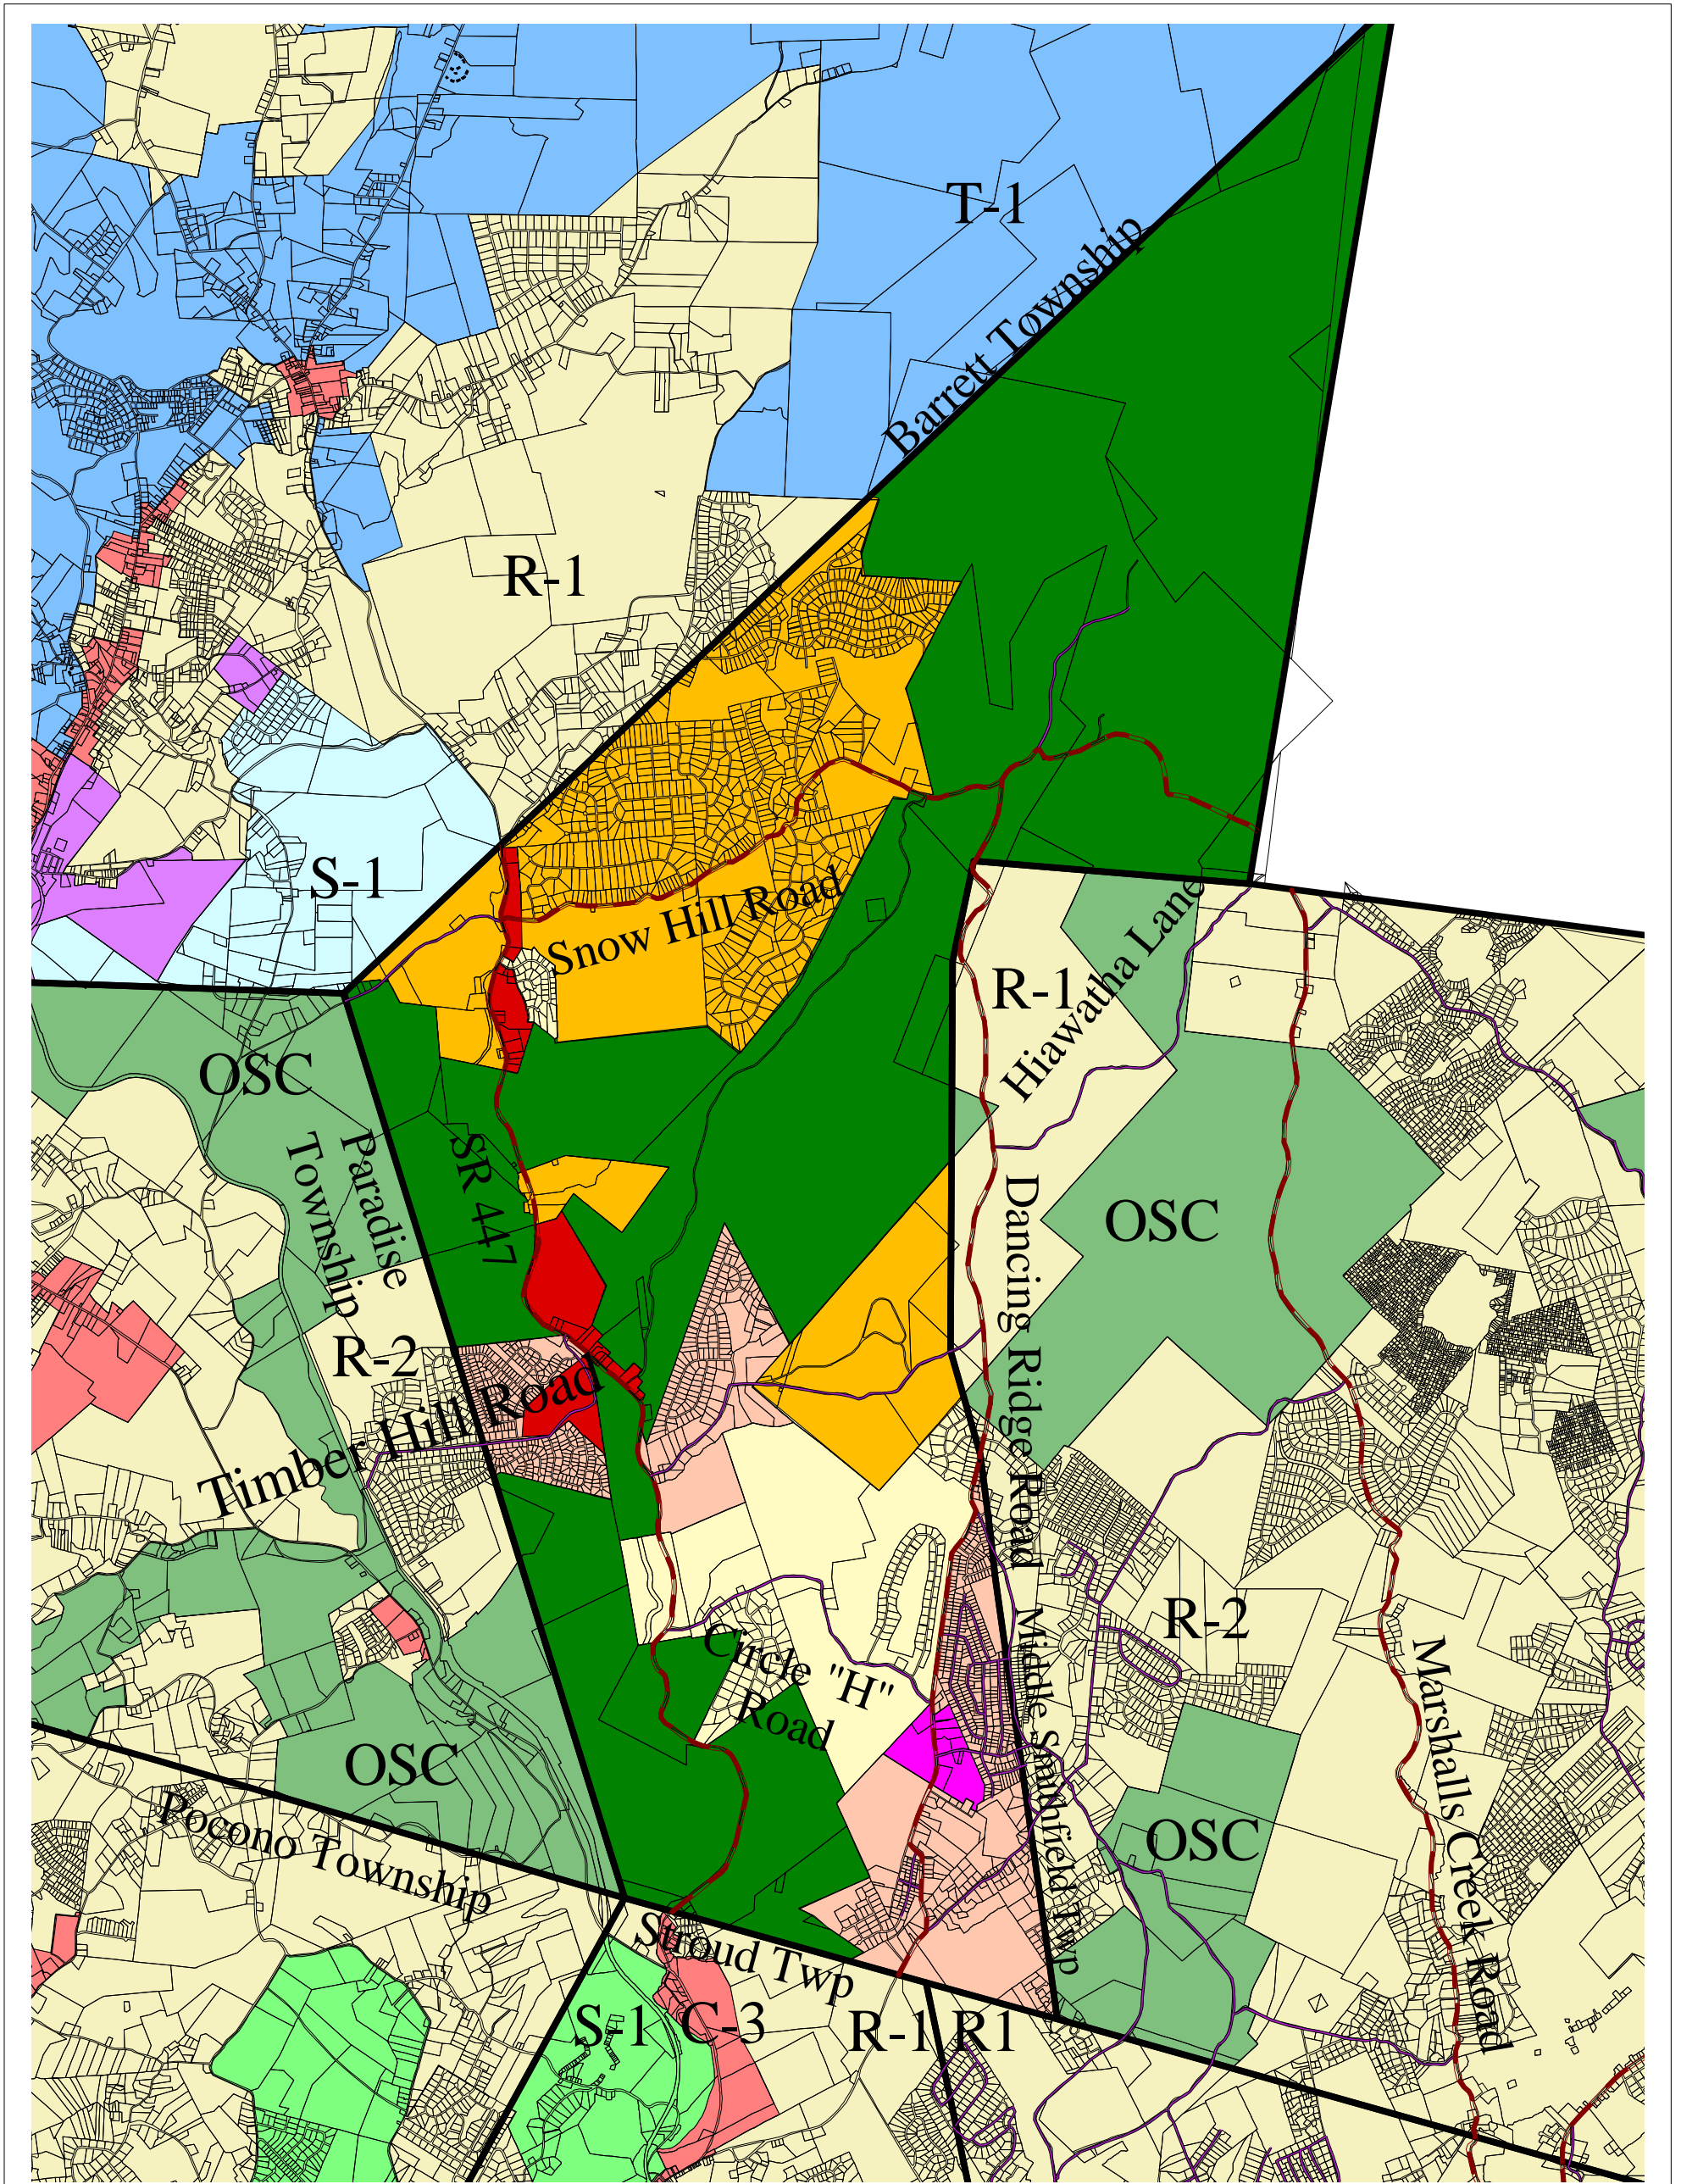 T-1
Barrett Township
R-1
S-1
Snow Hill Road
R-1
Hiawatha Lane
OSC
Paradise
Township
SR 447
OSC
Dancing Ridge Road
R-2
Timber Hill Road
Circle "H"
Road
Middle Smithfield Twp
R-2
Marshalls Creek Road
OSC
OSC
Pocono Township
Stroud Twp
S-1
C-3
R-1
R1